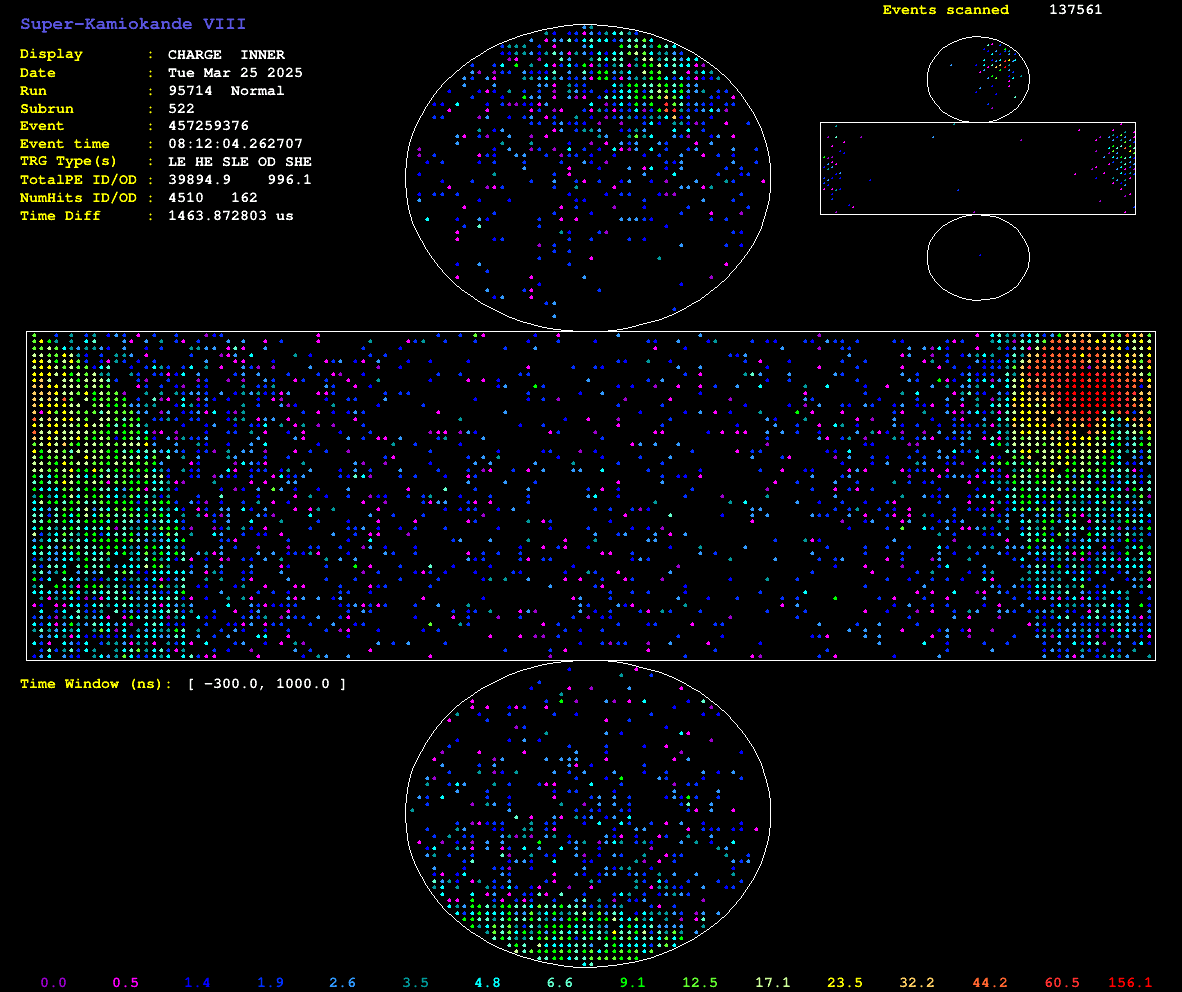 Super-Kamiokande VIII
Events scanned 137561
Display : CHARGE INNER
Date : Tue Mar 25 2025
Run : 95714 Normal
Subrun : 522
Event : 457259376
Event time : 08:12:04.262707
TRG Type(s) : LE HE SLE OD SHE
TotalPE ID/OD : 39894.9 996.1
NumHits ID/OD : 4510 162
Time Diff : 1463.872803 us
Time Window (ns): [ -300.0, 1000.0 ]
0.0 0.5 1.4 1.9 2.6 3.5 4.8 6.6 9.1 12.5 17.1 23.5 32.2 44.2 60.5 156.1